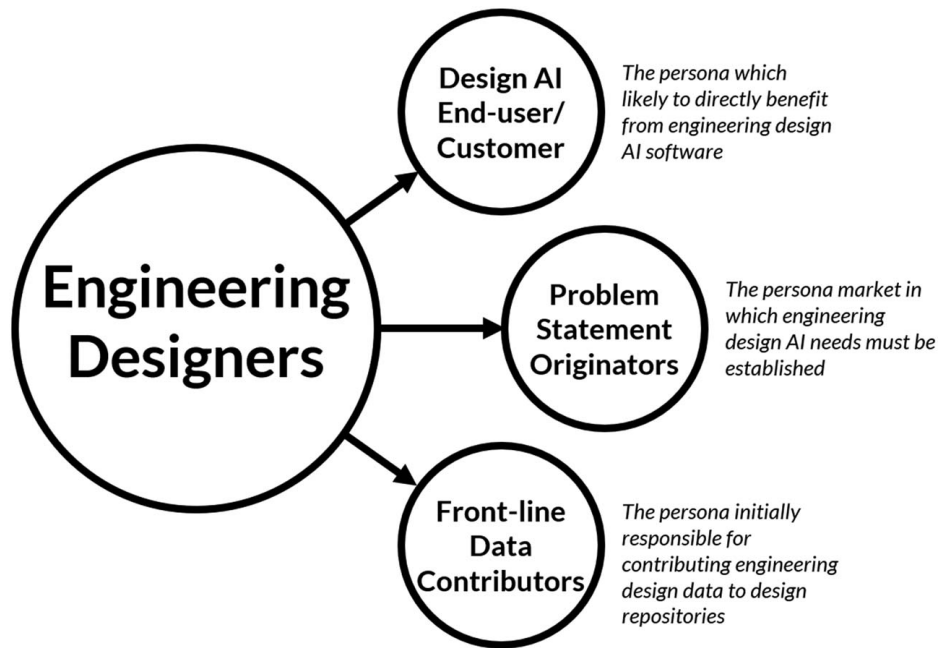 Engineering
Designers
Design AI
End-user/
Customer
The persona which
likely to directly benefit
from engineering design
AI software
Problem
Statement
Originators
The persona market in
which engineering
design AI needs must be
established
Front-line
Data
Contributors
The persona initially
responsible for
contributing engineering
design data to design
repositories